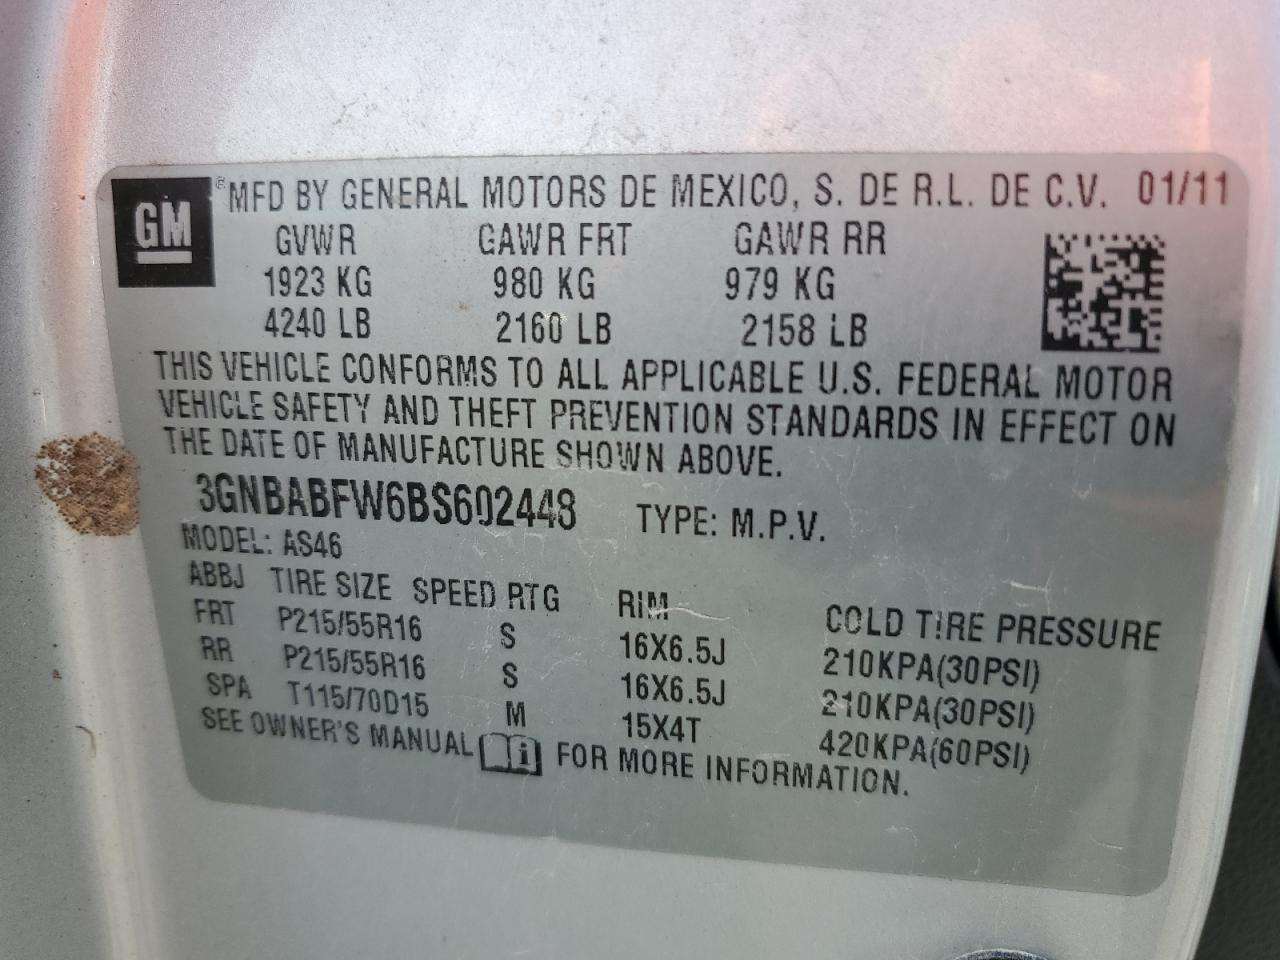 GM
® MFD BY GENERAL MOTORS DE MEXICO, S. DE R.L. DE C.V. 01/11
GVWR GAWR FRT GAWR RR
1923 KG 980 KG 979 KG
4240 LB 2160 LB 2158 LB
THIS VEHICLE CONFORMS TO ALL APPLICABLE U.S. FEDERAL MOTOR
VEHICLE SAFETY AND THEFT PREVENTION STANDARDS IN EFFECT ON
THE DATE OF MANUFACTURE SHOWN ABOVE.
3GNBABFW6BS602448 TYPE: M.P.V.
MODEL: AS46
ABBJ TIRE SIZE SPEED RTG RIM COLD TIRE PRESSURE
FRT P215/55R16 S 16X6.5J 210KPA(30PSI)
RR P215/55R16 S 16X6.5J 210KPA(30PSI)
SPA T115/70D15 M 15X4T 420KPA(60PSI)
SEE OWNER'S MANUAL i FOR MORE INFORMATION.